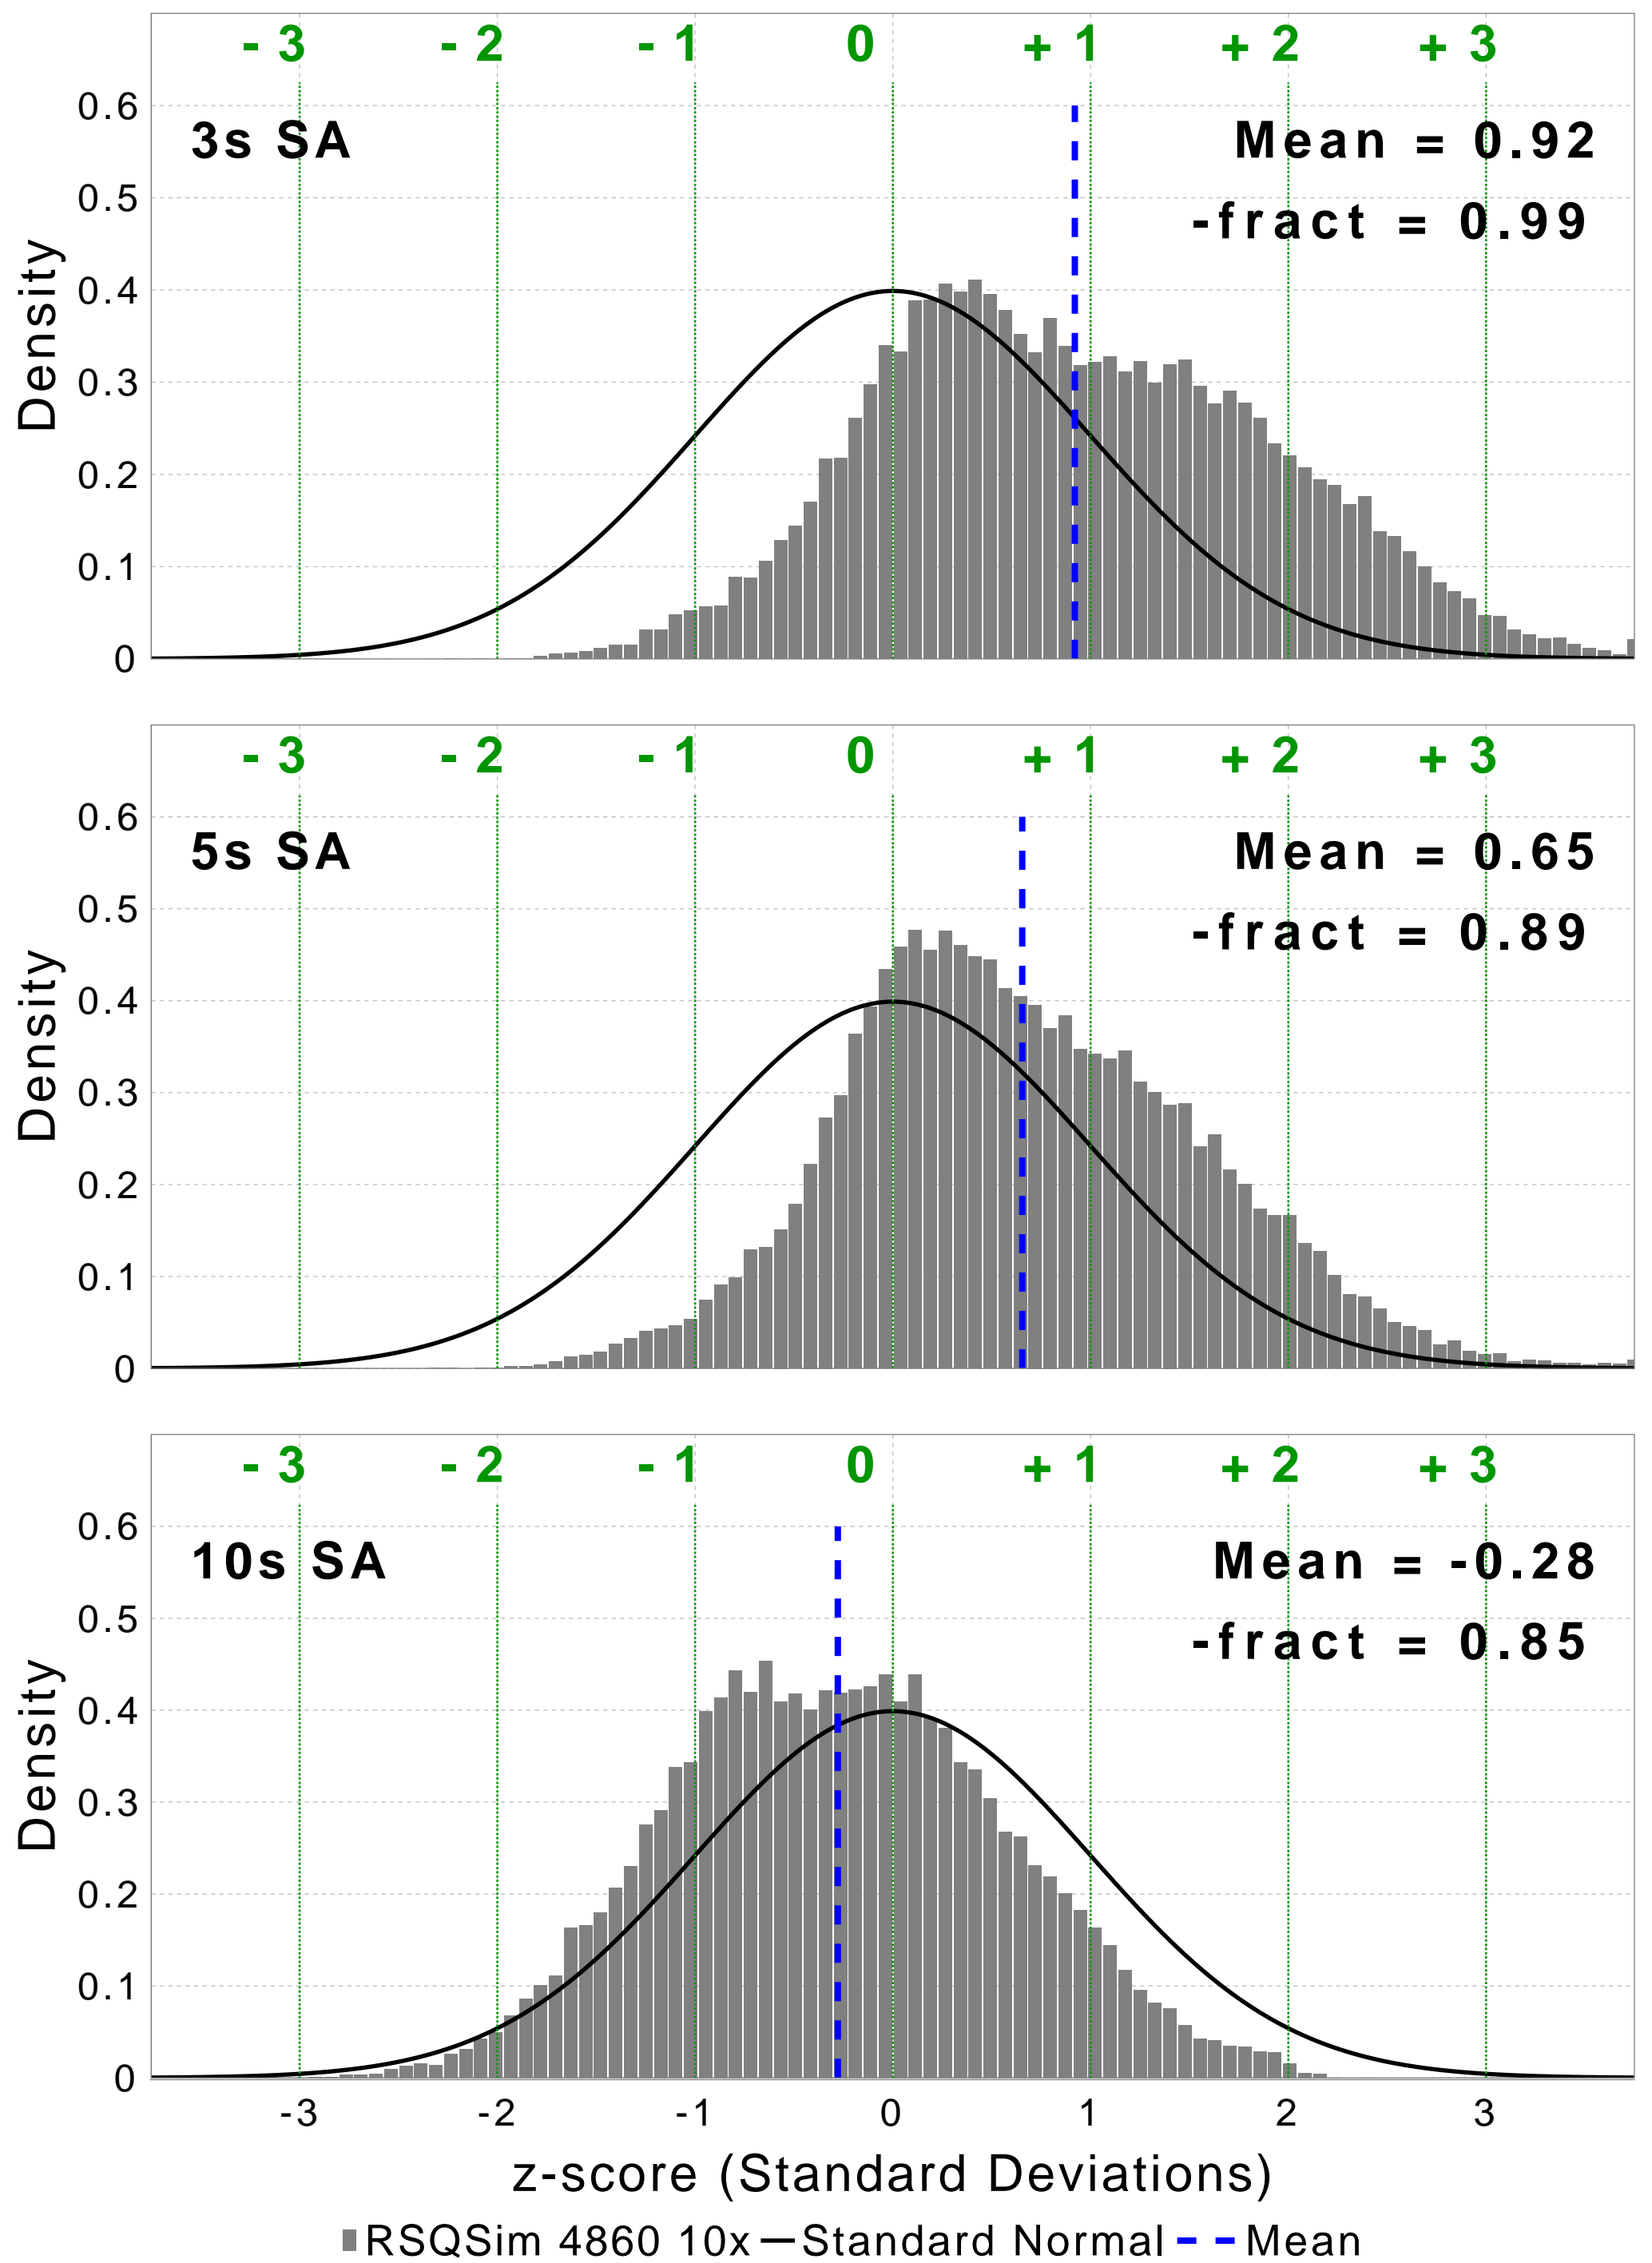 - 3 - 2 - 1 0 + 1 + 2 + 3
0.6
3s SA Mean = 0.92
0.5
-fract = 0.99
0.4
0.3
0.2
0.1
0
Density
- 3 - 2 - 1 0 + 1 + 2 + 3
0.6
5s SA Mean = 0.65
0.5
-fract = 0.89
0.4
0.3
0.2
0.1
0
Density
- 3 - 2 - 1 0 + 1 + 2 + 3
0.6
10s SA Mean = -0.28
0.5
-fract = 0.85
0.4
0.3
0.2
0.1
0
Density
-3 -2 -1 0 1 2 3
z-score (Standard Deviations)
RSQSim 4860 10x Standard Normal Mean